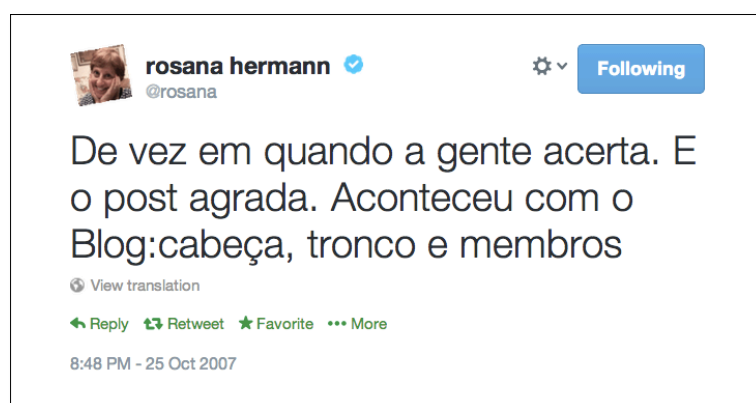 rosana hermann
Following
@rosana
De vez em quando a gente acerta. E
o post agrada. Aconteceu com o
Blog:cabeça, tronco e membros
View translation
Reply Retweet Favorite More
8:48 PM - 25 Oct 2007